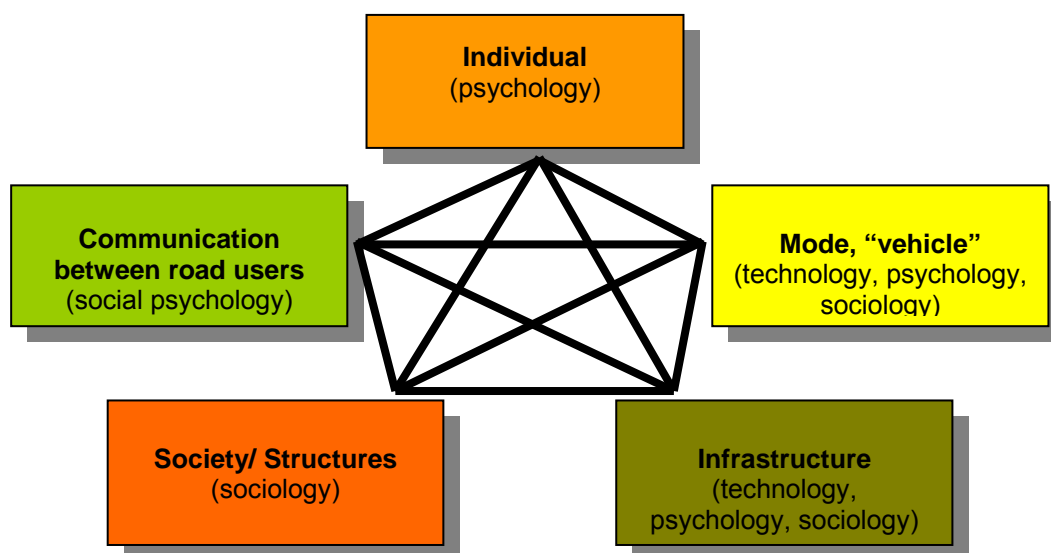 Individual
(psychology)
Communication
between road users
(social psychology)
Mode, “vehicle”
(technology, psychology,
sociology)
Society/ Structures
(sociology)
Infrastructure
(technology,
psychology, sociology)